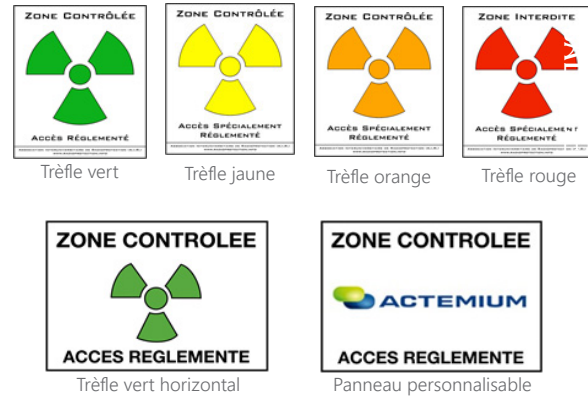 ZONE CONTRÔLÉE
ACCÈS RÉGLEMENTÉ
Trèfle vert
ZONE CONTRÔLÉE
ACCÈS SPÉCIALEMENT
RÉGLEMENTÉ
Trèfle jaune
ZONE CONTRÔLÉE
ACCÈS SPÉCIALEMENT
RÉGLEMENTÉ
Trèfle orange
ZONE INTERDITE
ACCÈS SPÉCIALEMENT
RÉGLEMENTÉ
Trèfle rouge
ZONE CONTROLEE
ACCES REGLEMENTE
Trèfle vert horizontal
ZONE CONTROLEE
ACTEMIUM
ACCES REGLEMENTE
Panneau personnalisable